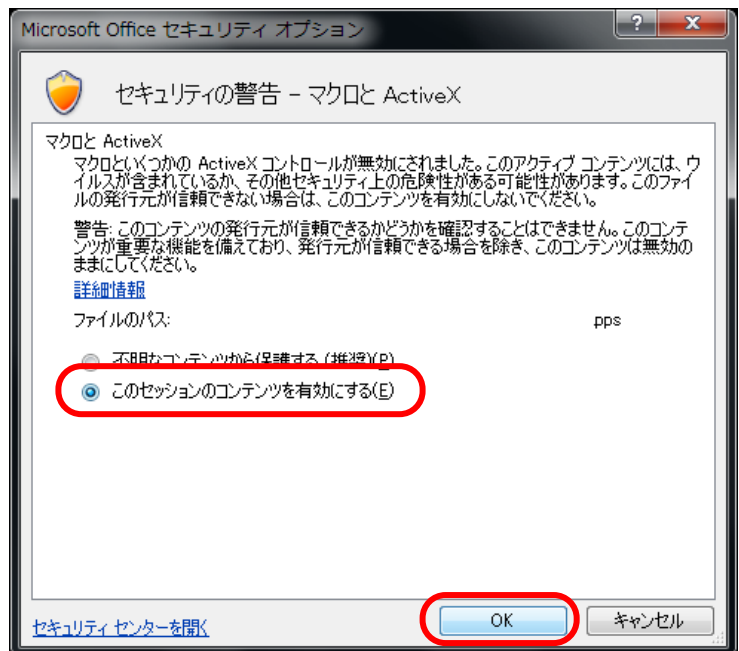 Microsoft Office セキュリティ オプション
セキュリティの警告 - マクロと ActiveX
マクロと ActiveX
マクロといくつかの ActiveX コントロールが無効にされました。このアクティブ コンテンツには、ウ
イルスが含まれているか、その他セキュリティ上の危険性がある可能性があります。このファイ
ルの発行元が信頼できない場合は、このコンテンツを有効にしないでください。
警告: このコンテンツの発行元が信頼できるかどうかを確認することはできません。このコンテ
ンツが重要な機能を備えており、発行元が信頼できる場合を除き、このコンテンツは無効の
ままにしてください。
詳細情報
ファイルのパス: pps
不明なコンテンツから保護する (推奨)(P)
このセッションのコンテンツを有効にする(E)
セキュリティ センターを開く OK キャンセル